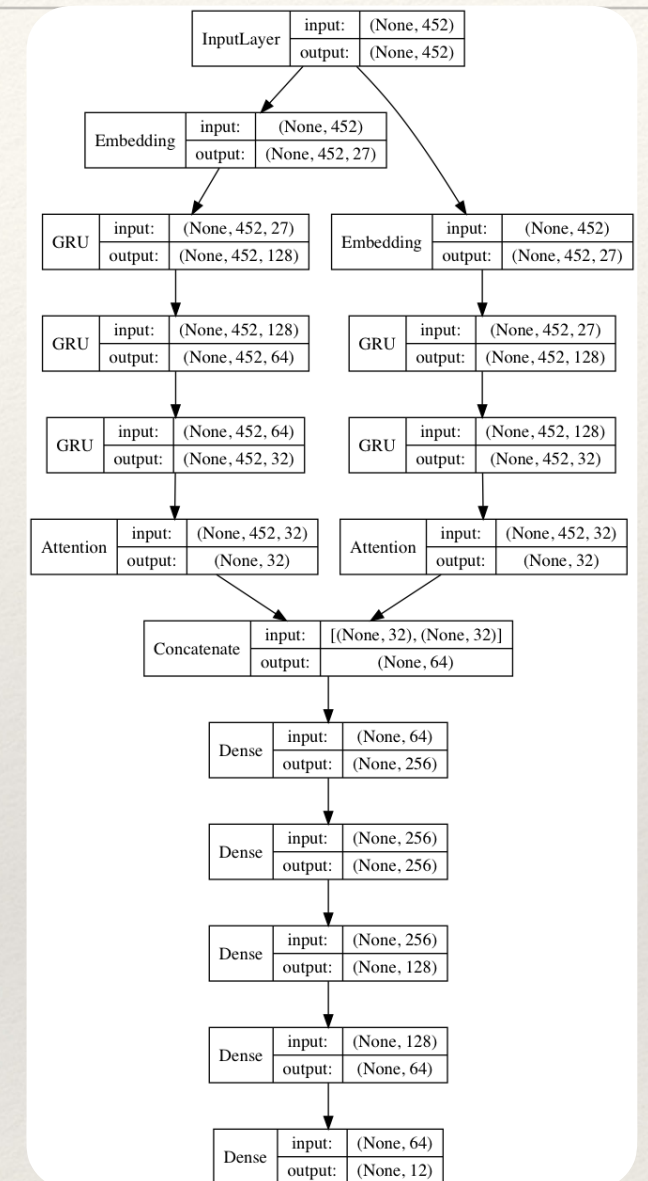 InputLayer
input: (None, 452)
output: (None, 452)
Embedding
input: (None, 452)
output: (None, 452, 27)
GRU
input: (None, 452, 27)
output: (None, 452, 128)
Embedding
input: (None, 452)
output: (None, 452, 27)
GRU
input: (None, 452, 128)
output: (None, 452, 64)
GRU
input: (None, 452, 27)
output: (None, 452, 128)
GRU
input: (None, 452, 64)
output: (None, 452, 32)
GRU
input: (None, 452, 128)
output: (None, 452, 32)
Attention
input: (None, 452, 32)
output: (None, 32)
Attention
input: (None, 452, 32)
output: (None, 32)
Concatenate
input: [(None, 32), (None, 32)]
output: (None, 64)
Dense
input: (None, 64)
output: (None, 256)
Dense
input: (None, 256)
output: (None, 256)
Dense
input: (None, 256)
output: (None, 128)
Dense
input: (None, 128)
output: (None, 64)
Dense
input: (None, 64)
output: (None, 12)